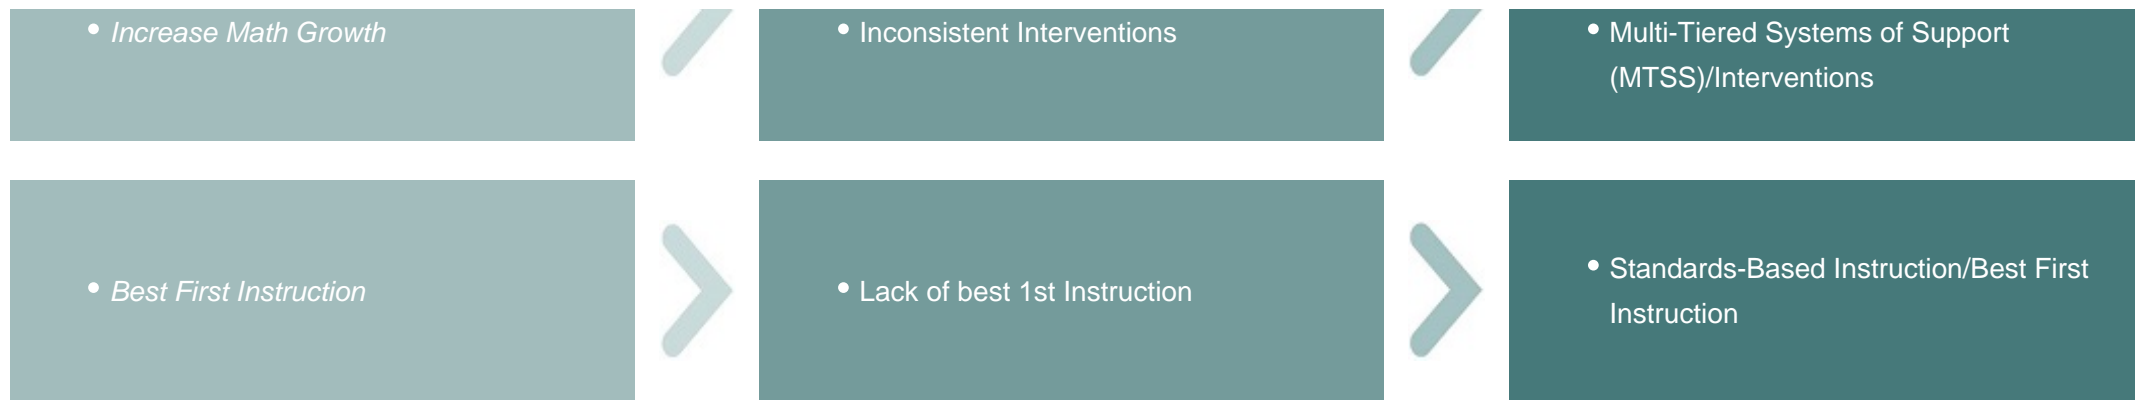 • Increase Math Growth
• Inconsistent Interventions
• Multi-Tiered Systems of Support
(MTSS)/Interventions
• Best First Instruction
• Lack of best 1st Instruction
• Standards-Based Instruction/Best First
Instruction